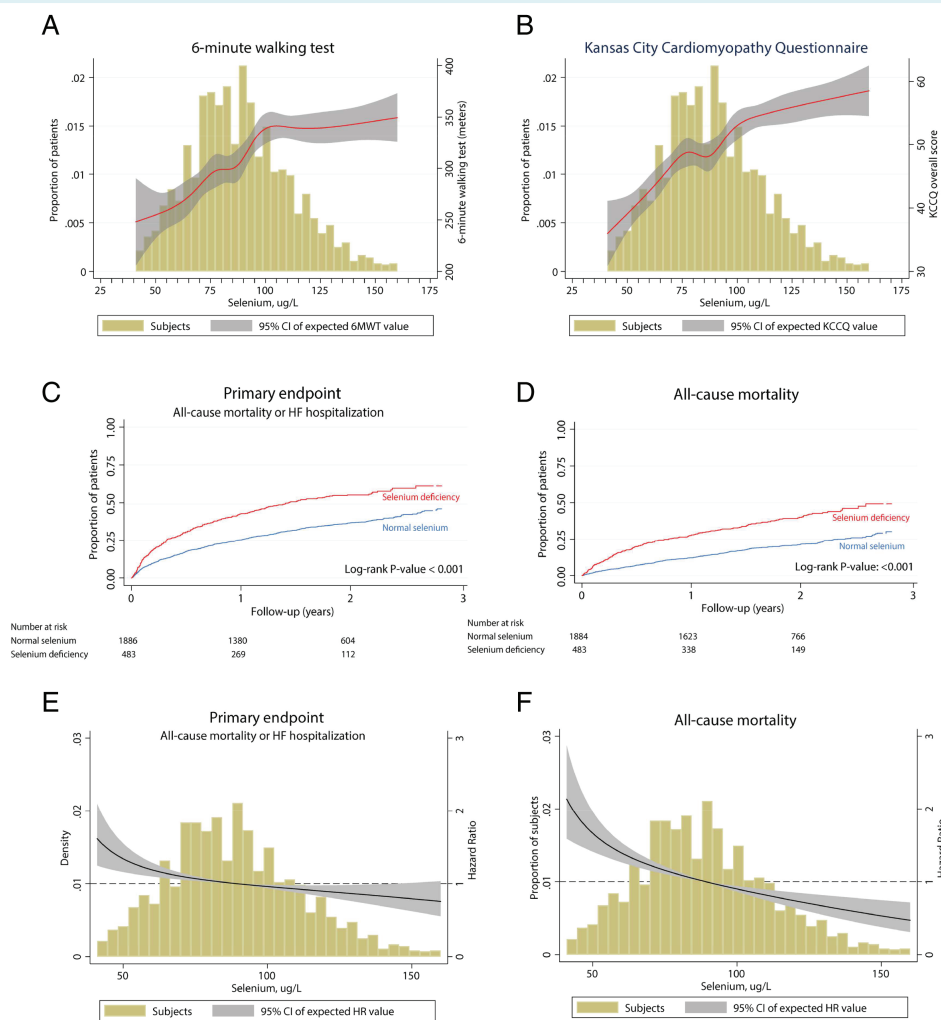 A
6-minute walking test
Proportion of patients
.02
.015
.01
.005
0
400
350
300
250
200
6-minute walking test (meters)
25 50 75 100 125 150 175
Selenium, ug/L
Subjects 95% CI of expected 6MWT value
B
Kansas City Cardiomyopathy Questionnaire
Proportion of patients
.02
.015
.01
.005
0
60
50
40
30
KCCQ overall score
25 50 75 100 125 150 175
Selenium, ug/L
Subjects 95% CI of expected KCCQ value
C
Primary endpoint
All-cause mortality or HF hospitalization
Proportion of patients
1.00
0.75
0.50
0.25
0.00
Selenium deficiency
Normal selenium
Log-rank P-value < 0.001
0 1 2 3
Follow-up (years)
Number at risk
Normal selenium 1886 1380 604
Selenium deficiency 483 269 112
D
All-cause mortality
Proportion of patients
1.00
0.75
0.50
0.25
0.00
Selenium deficiency
Normal selenium
Log-rank P-value: <0.001
0 1 2 3
Follow-up (years)
Number at risk
Normal selenium 1884 1623 766
Selenium deficiency 483 338 149
E
Primary endpoint
All-cause mortality or HF hospitalization
Density
.03
.02
.01
0
3
2
1
0
Hazard Ratio
50 100 150
Selenium, ug/L
Subjects 95% CI of expected HR value
F
All-cause mortality
Proportion of subjects
.03
.02
.01
0
3
2
1
0
Hazard Ratio
50 100 150
Selenium, ug/L
Subjects 95% CI of expected HR value